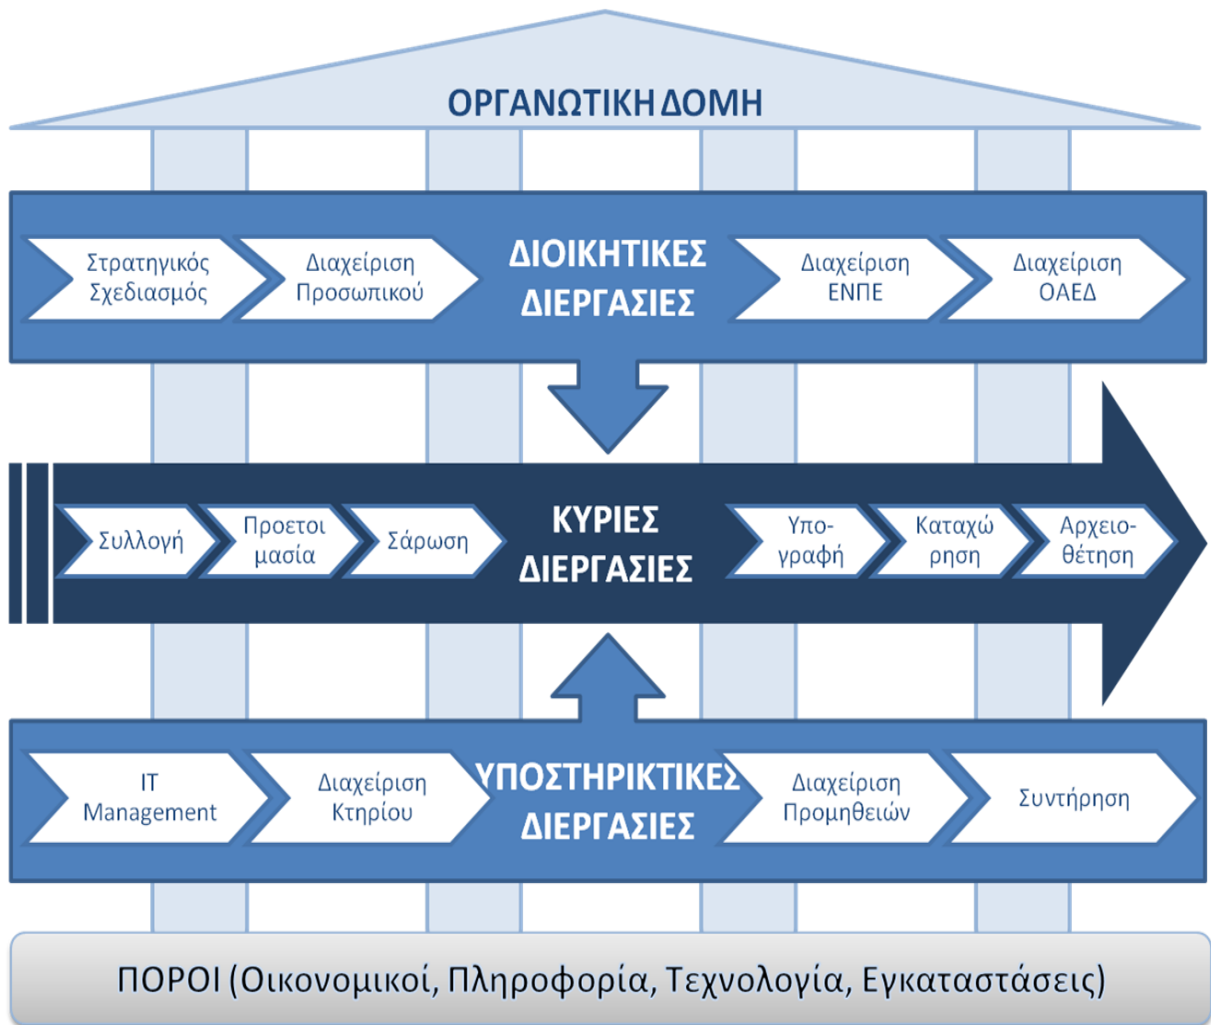 ΟΡΓΑΝΩΤΙΚΗ ΔΟΜΗ
Στρατηγικός
Σχεδιασμός
Διαχείριση
Προσωπικού
ΔΙΟΙΚΗΤΙΚΕΣ
ΔΙΕΡΓΑΣΙΕΣ
Διαχείριση
ΕΝΠΕ
Διαχείριση
ΟΑΕΔ
Συλλογή
Προετοι
μασία
Σάρωση
ΚΥΡΙΕΣ
ΔΙΕΡΓΑΣΙΕΣ
Υπο-
γραφή
Καταχώ
ρηση
Αρχειο-
θέτηση
IT
Management
Διαχείριση
Κτηρίου
ΥΠΟΣΤΗΡΙΚΤΙΚΕΣ
ΔΙΕΡΓΑΣΙΕΣ
Διαχείριση
Προμηθειών
Συντήρηση
ΠΟΡΟΙ (Οικονομικοί, Πληροφορία, Τεχνολογία, Εγκαταστάσεις)